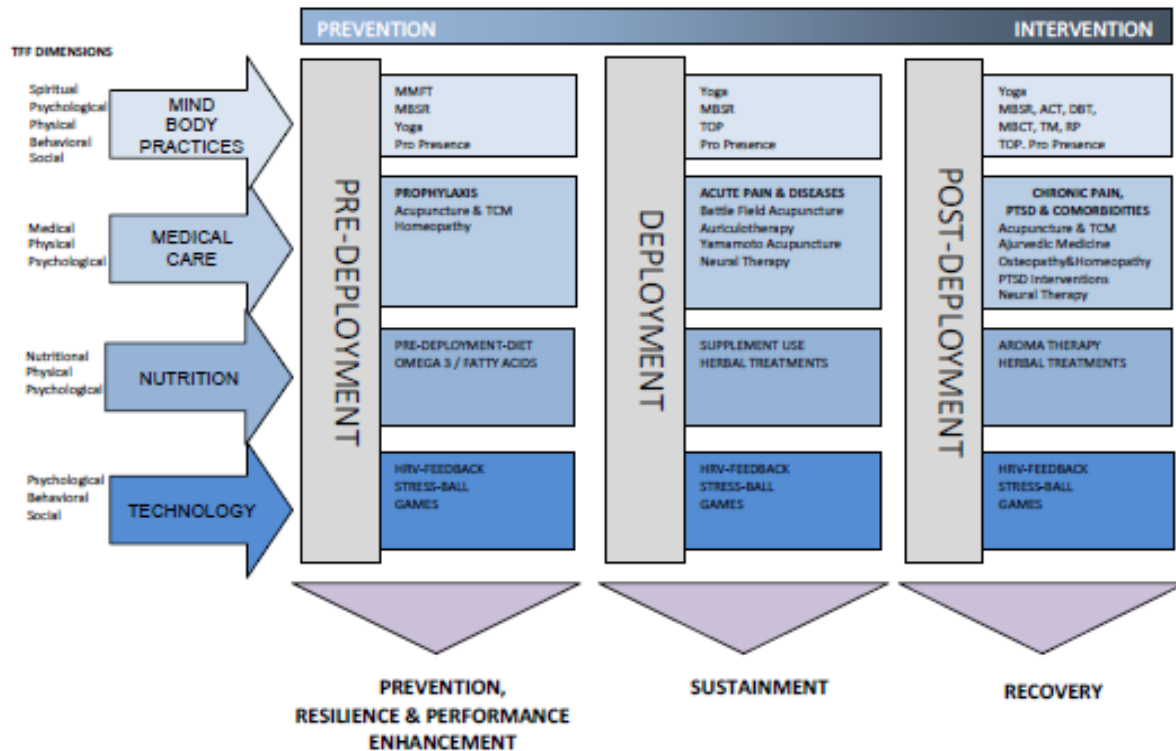 PREVENTION INTERVENTION
TFF DIMENSIONS
Spiritual
Psychological
Physical
Behavioral
Social
MIND
BODY
PRACTICES
Medical
Physical
Psychological
MEDICAL
CARE
Nutritional
Physical
Psychological
NUTRITION
Psychological
Behavioral
Social
TECHNOLOGY
PRE-DEPLOYMENT
MMFT
MBSR
Yoga
Pro Presence
PROPHYLAXIS
Acupuncture & TCM
Homeopathy
PRE-DEPLOYMENT-DIET
OMEGA 3 / FATTY ACIDS
HRV-FEEDBACK
STRESS-BALL
GAMES
DEPLOYMENT
Yoga
MBSR
TOP
Pro Presence
ACUTE PAIN & DISEASES
Battle Field Acupuncture
Auriculotherapy
Yamamoto Acupuncture
Neural Therapy
SUPPLEMENT USE
HERBAL TREATMENTS
HRV-FEEDBACK
STRESS-BALL
GAMES
POST-DEPLOYMENT
Yoga
MBSR, ACT, DBT,
MBCT, TM, RP
TOP. Pro Presence
CHRONIC PAIN,
PTSD & COMORBIDITIES
Acupuncture & TCM
Ajurvedic Medicine
Osteopathy&Homeopathy
PTSD Interventions
Neural Therapy
AROMA THERAPY
HERBAL TREATMENTS
HRV-FEEDBACK
STRESS-BALL
GAMES
PREVENTION,
RESILIENCE & PERFORMANCE
ENHANCEMENT
SUSTAINMENT
RECOVERY